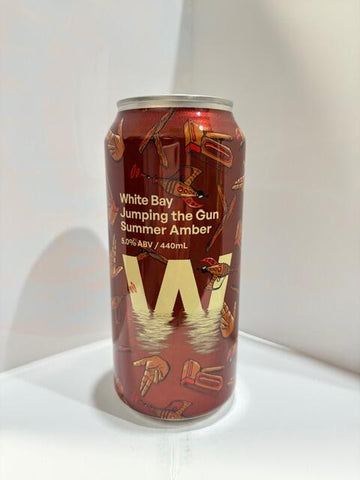 White Bay
Jumping the Gun
Summer Amber
5.0% ABV / 440mL
W